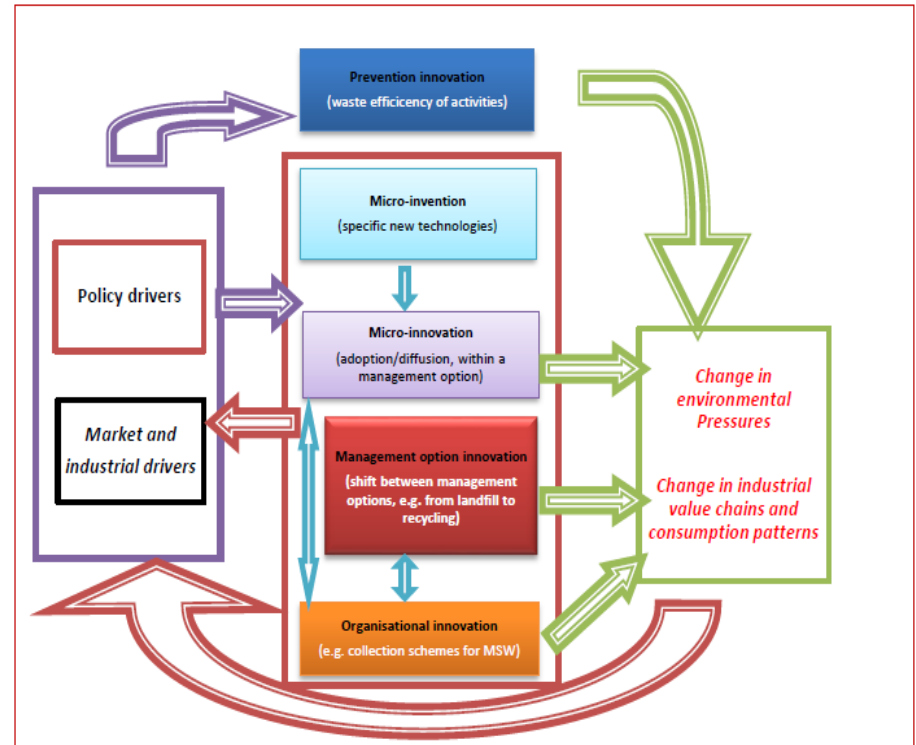 Prevention innovation
(waste efficicency of activities)
Micro-invention
(specific new technologies)
Policy drivers
Micro-innovation
(adoption/diffusion, within a
management option)
Market and
industrial drivers
Management option innovation
(shift between management
options, e.g. from landfill to
recycling)
Organisational innovation
(e.g. collection schemes for MSW)
Change in
environmental
Pressures
Change in industrial
value chains and
consumption patterns